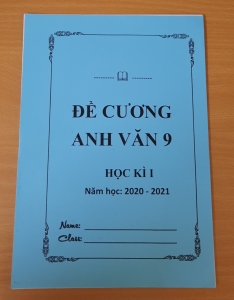 ĐỀ CƯƠNG
ANH VĂN 9
HỌC KÌ I
Năm học: 2020 - 2021
Name:
Class: